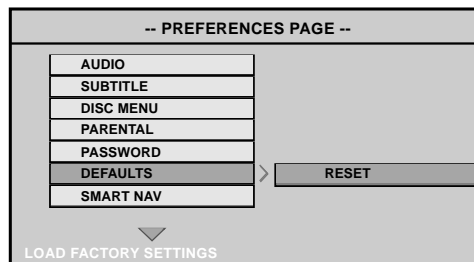 -- PREFERENCES PAGE --
AUDIO
SUBTITLE
DISC MENU
PARENTAL
PASSWORD
DEFAULTS
RESET
SMART NAV
LOAD FACTORY SETTINGS